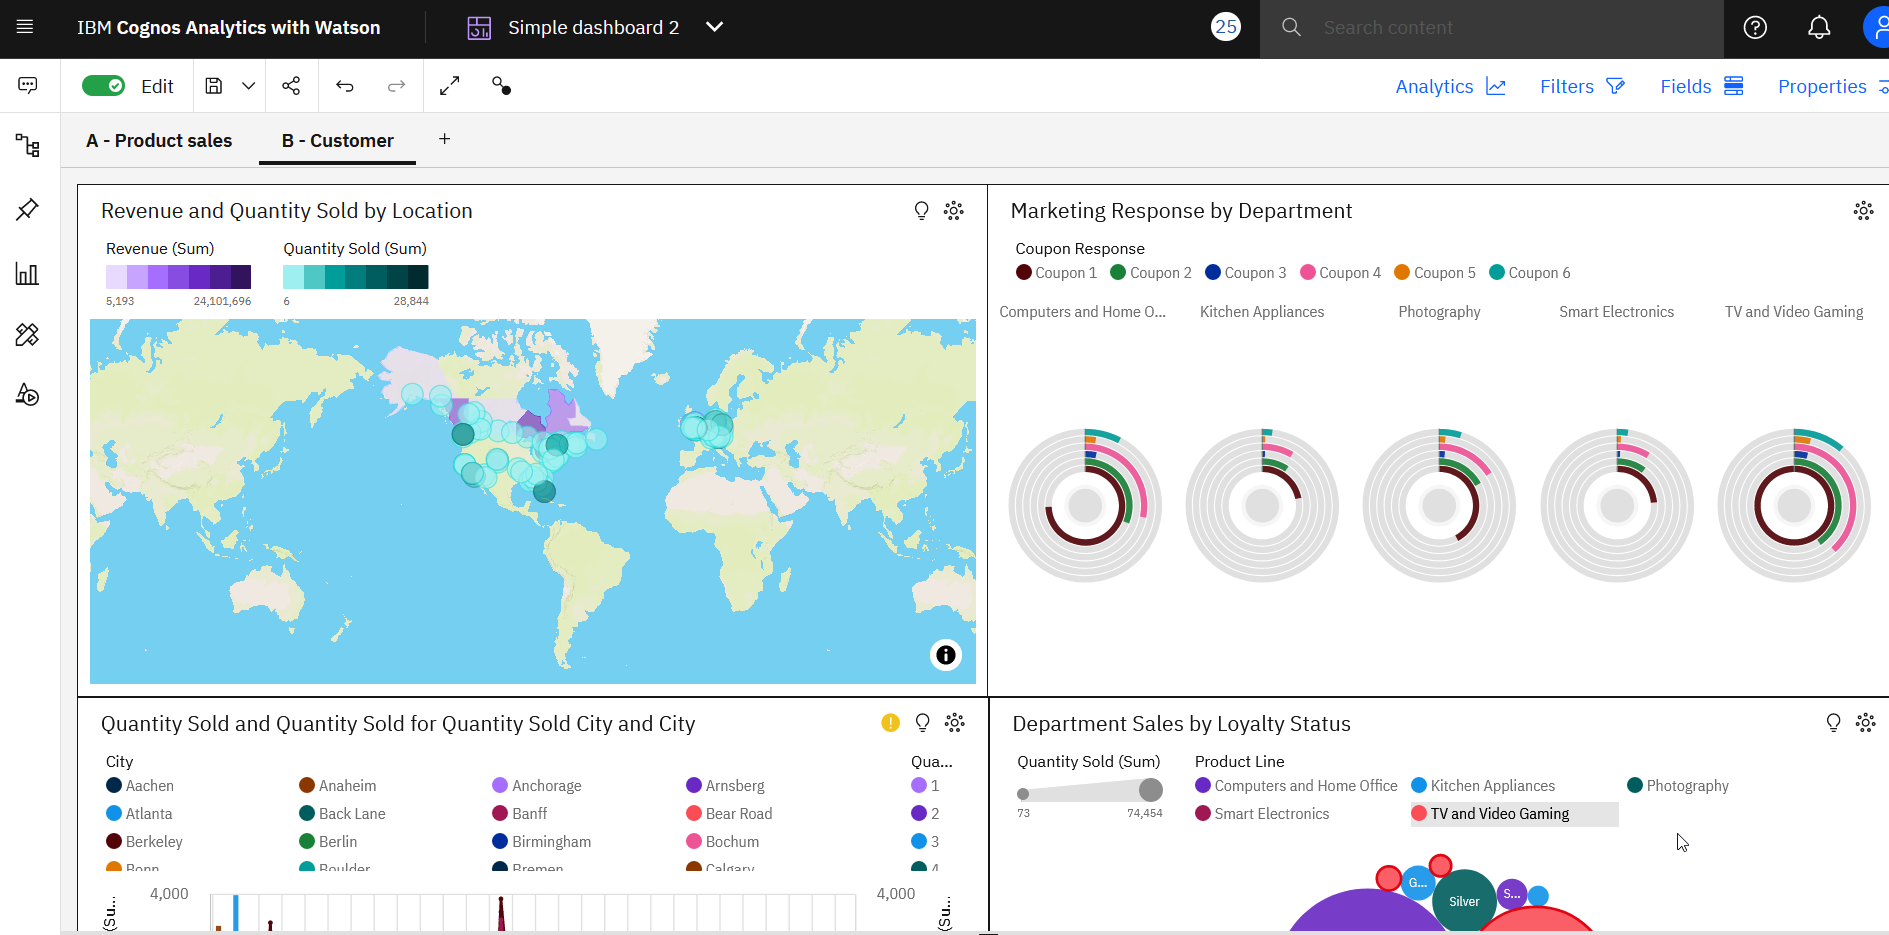 IBM Cognos Analytics with Watson
Simple dashboard 2
25
Search content
Edit
Analytics
Filters
Fields
Properties
A - Product sales
B - Customer
Revenue and Quantity Sold by Location
Revenue (Sum)
Quantity Sold (Sum)
5,193
24,101,696
6
28,844
Marketing Response by Department
Coupon Response
Coupon 1
Coupon 2
Coupon 3
Coupon 4
Coupon 5
Coupon 6
Computers and Home O...
Kitchen Appliances
Photography
Smart Electronics
TV and Video Gaming
Quantity Sold and Quantity Sold for Quantity Sold City and City
City
Qua...
Aachen
Anaheim
Anchorage
Arnsberg
1
Atlanta
Back Lane
Banff
Bear Road
2
Berkeley
Berlin
Birmingham
Bochum
3
Bonn
Boulder
Bremen
Calgary
4
4,000
4,000
(Su...
(Su...
Department Sales by Loyalty Status
Quantity Sold (Sum)
73
74,454
Product Line
Computers and Home Office
Kitchen Appliances
Photography
Smart Electronics
TV and Video Gaming
G...
Silver
S...